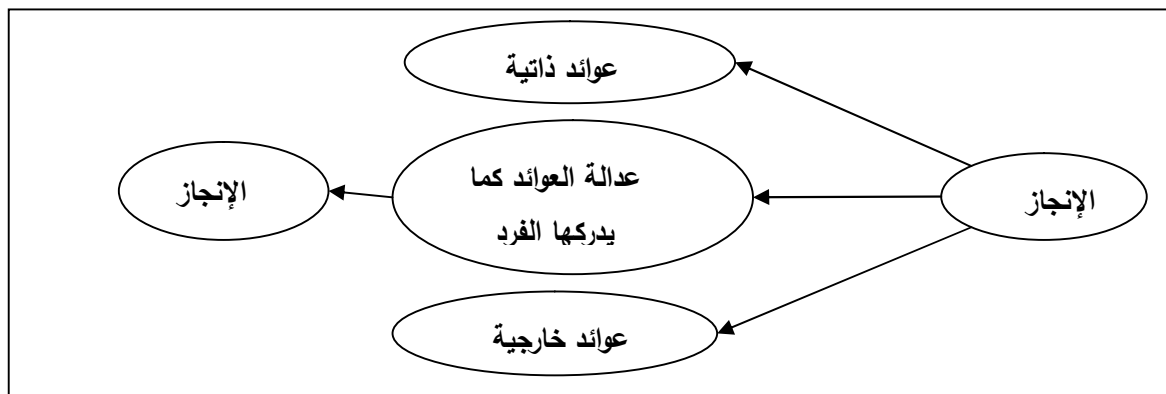 عوائد ذاتية
الإنجاز
عدالة العوائد كما
يدركها الفرد
الإنجاز
عوائد خارجية